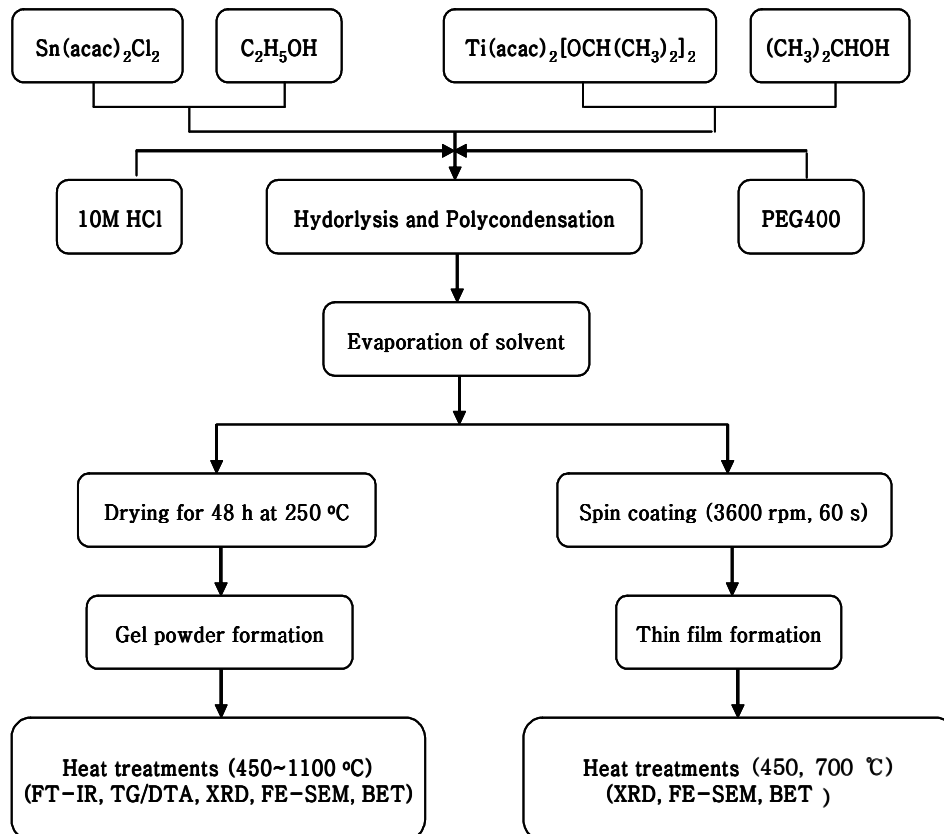 Sn(acac)₂Cl₂
C₂H₅OH
Ti(acac)₂[OCH(CH₃)₂]₂
(CH₃)₂CHOH
10M HCl
Hydorlysis and Polycondensation
PEG400
Evaporation of solvent
Drying for 48 h at 250 ºC
Spin coating (3600 rpm, 60 s)
Gel powder formation
Thin film formation
Heat treatments (450~1100 ºC)
(FT-IR, TG/DTA, XRD, FE-SEM, BET)
Heat treatments (450, 700 ℃)
(XRD, FE-SEM, BET )